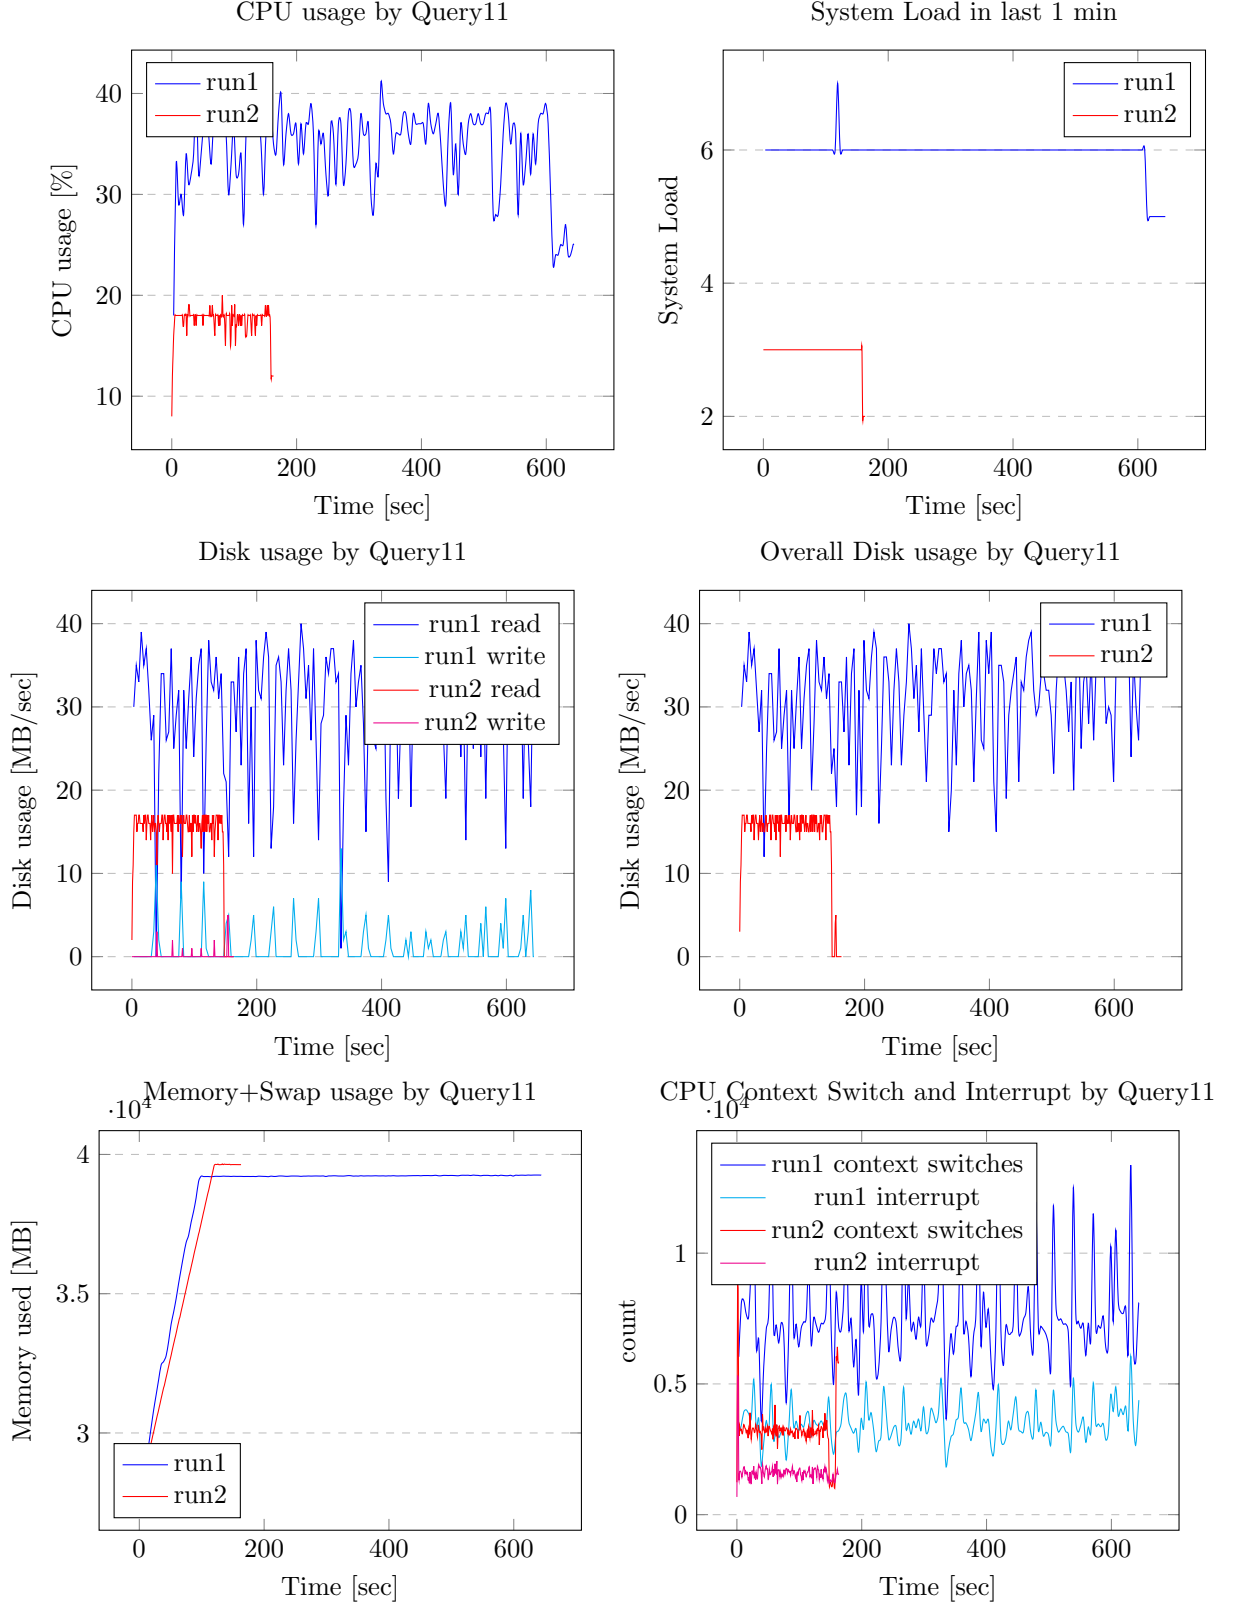 CPU usage by Query11
run1
run2
40
30
20
10
0
200
400
600
CPU usage [%]
Time [sec]
System Load in last 1 min
run1
run2
6
4
2
0
200
400
600
System Load
Time [sec]
Disk usage by Query11
run1 read
run1 write
run2 read
run2 write
40
30
20
10
0
0
200
400
600
Disk usage [MB/sec]
Time [sec]
Overall Disk usage by Query11
run1
run2
40
30
20
10
0
0
200
400
600
Disk usage [MB/sec]
Time [sec]
Memory+Swap usage by Query11
·10⁴
4
3.5
3
run1
run2
0
200
400
600
Memory used [MB]
Time [sec]
CPU Context Switch and Interrupt by Query11
·10⁴
run1 context switches
run1 interrupt
run2 context switches
run2 interrupt
1
0.5
0
0
200
400
600
count
Time [sec]